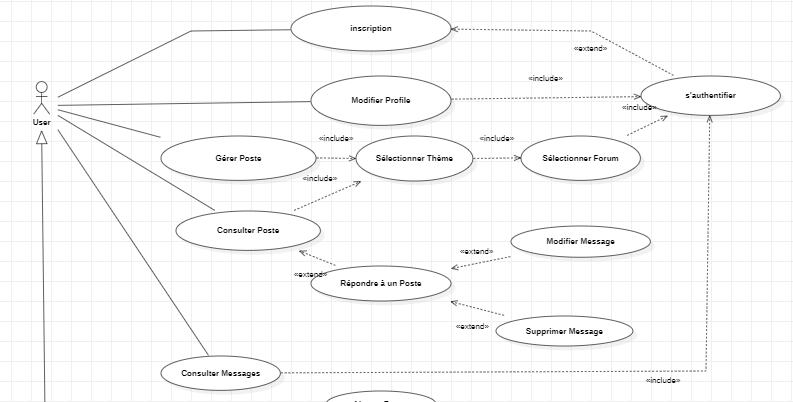 inscription
«extend»
«include»
s'authentifier
Modifier Profile
«include»
User
«include»
«include»
Gérer Poste
Sélectionner Thème
Sélectionner Forum
«include»
Consulter Poste
Modifier Message
«extend»
«extend»
Répondre à un Poste
«extend»
Supprimer Message
Consulter Messages
«include»